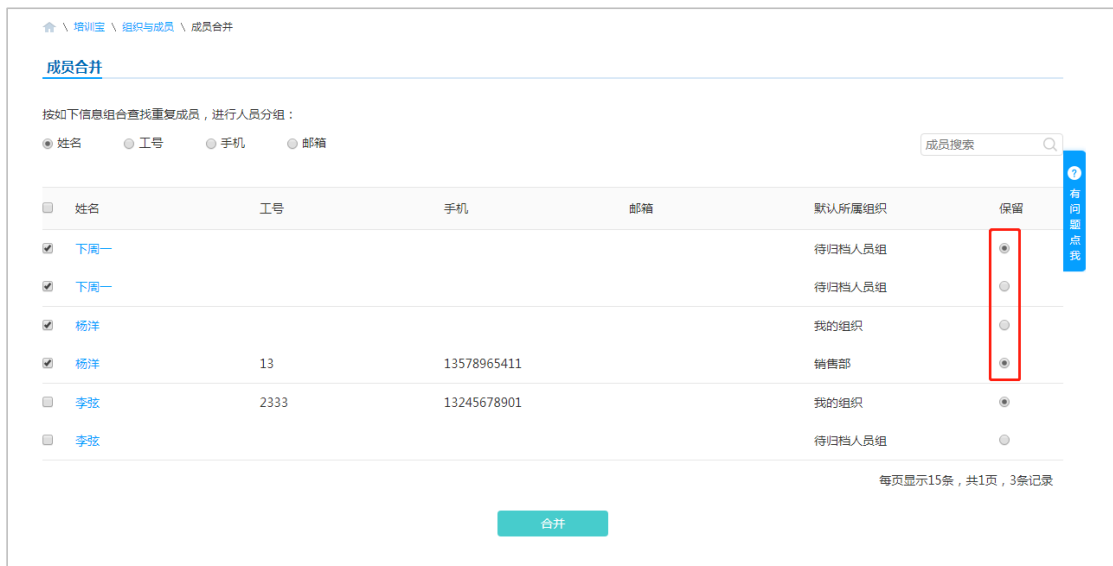 \ 培训宝 \ 组织与成员 \ 成员合并
成员合并
按如下信息组合查找重复成员，进行人员分组：
姓名 工号 手机 邮箱 成员搜索
? 有问题点我
姓名 工号 手机 邮箱 默认所属组织 保留
下周一 待归档人员组
下周一 待归档人员组
杨洋 我的组织
杨洋 13 13578965411 销售部
李弦 2333 13245678901 我的组织
李弦 待归档人员组
每页显示15条，共1页，3条记录
合并